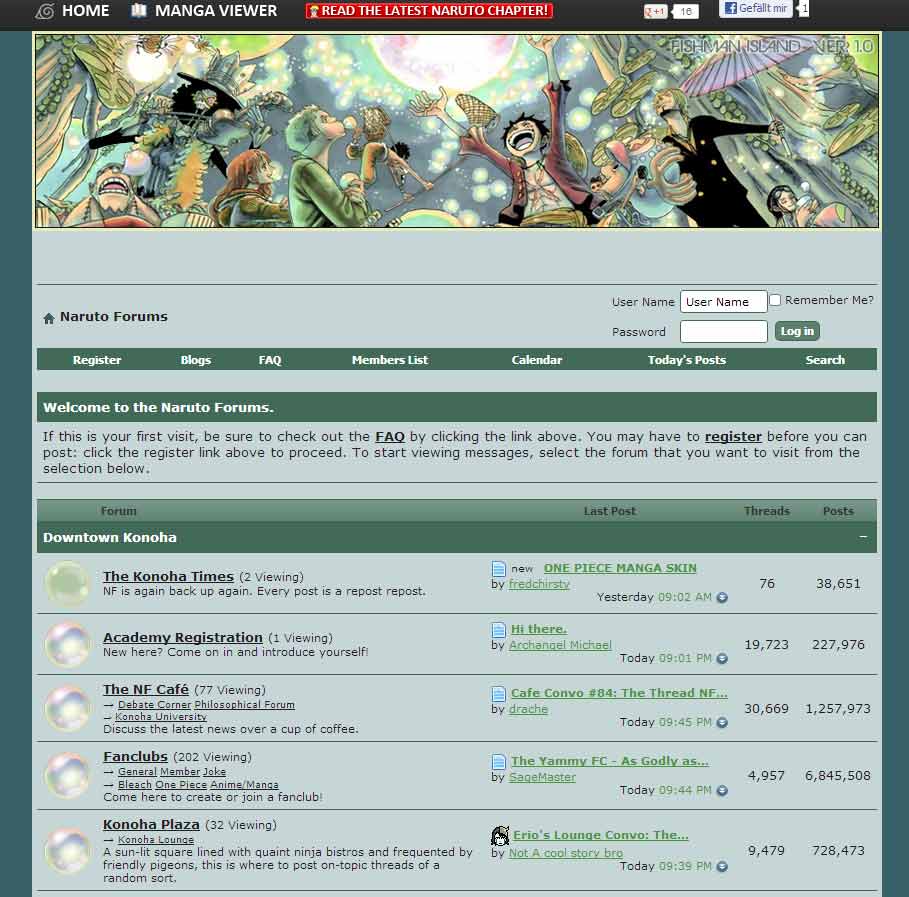 HOME MANGA VIEWER READ THE LATEST NARUTO CHAPTER! +1 16 Gefällt mir 1
FISHMAN ISLAND - VER. 1.0
Naruto Forums
User Name User Name Remember Me?
Password Log in
Register Blogs FAQ Members List Calendar Today's Posts Search
Welcome to the Naruto Forums.
If this is your first visit, be sure to check out the FAQ by clicking the link above. You may have to register before you can
post: click the register link above to proceed. To start viewing messages, select the forum that you want to visit from the
selection below.
Forum Last Post Threads Posts
Downtown Konoha
The Konoha Times (2 Viewing)
NF is again back up again. Every post is a repost repost.
new ONE PIECE MANGA SKIN
by fredchirsty
Yesterday 09:02 AM
76 38,651
Academy Registration (1 Viewing)
New here? Come on in and introduce yourself!
Hi there.
by Archangel Michael
Today 09:01 PM
19,723 227,976
The NF Café (77 Viewing)
→ Debate Corner Philosophical Forum
→ Konoha University
Discuss the latest news over a cup of coffee.
Cafe Convo #84: The Thread NF...
by drache
Today 09:45 PM
30,669 1,257,973
Fanclubs (202 Viewing)
→ General Member Joke
→ Bleach One Piece Anime/Manga
Come here to create or join a fanclub!
The Yammy FC - As Godly as...
by SageMaster
Today 09:44 PM
4,957 6,845,508
Konoha Plaza (32 Viewing)
→ Konoha Lounge
A sun-lit square lined with quaint ninja bistros and frequented by
friendly pigeons, this is where to post on-topic threads of a
random sort.
Erio's Lounge Convo: The...
by Not A cool story bro
Today 09:39 PM
9,479 728,473